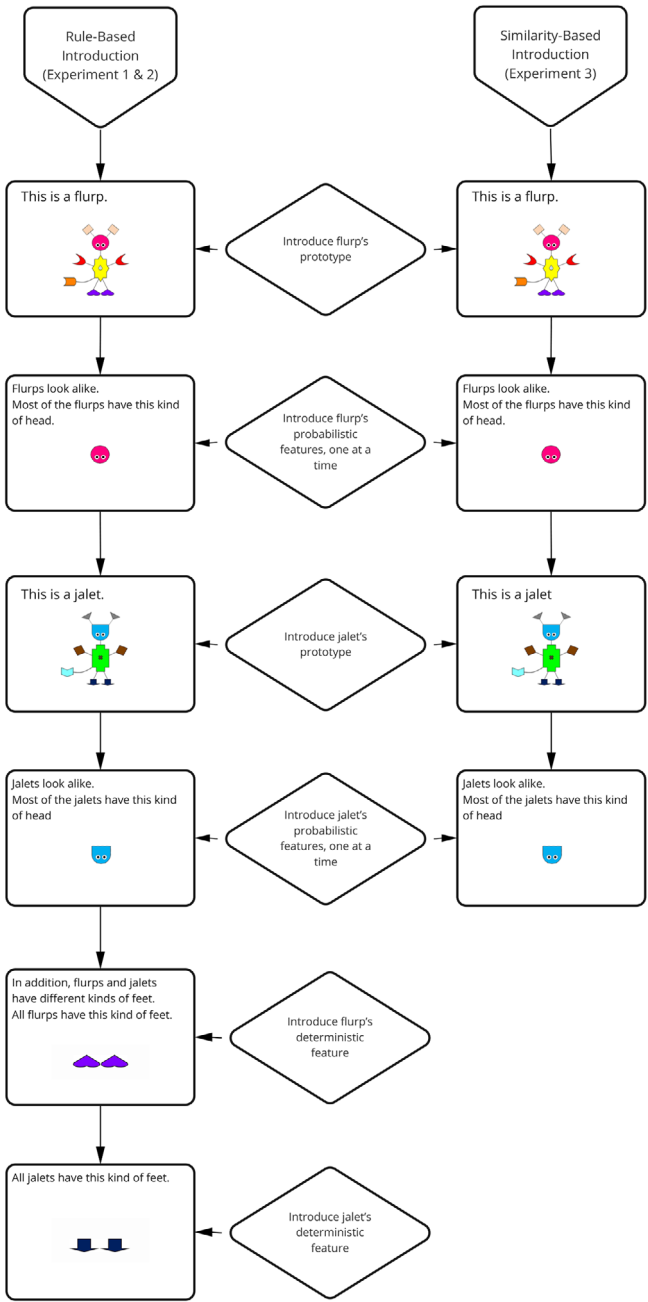 Rule-Based
Introduction
(Experiment 1 & 2)
Similarity-Based
Introduction
(Experiment 3)
This is a flurp.
Introduce flurp's
prototype
This is a flurp.
Flurps look alike.
Most of the flurps have this kind
of head.
Introduce flurp's
probabilistic
features, one at a
time
Flurps look alike.
Most of the flurps have this kind
of head.
This is a jalet.
Introduce jalet's
prototype
This is a jalet
Jalets look alike.
Most of the jalets have this kind
of head
Introduce jalet's
probabilistic
features, one at a
time
Jalets look alike.
Most of the jalets have this kind
of head
In addition, flurps and jalets
have different kinds of feet.
All flurps have this kind of feet.
Introduce flurp's
deterministic
feature
All jalets have this kind of feet.
Introduce jalet's
deterministic
feature